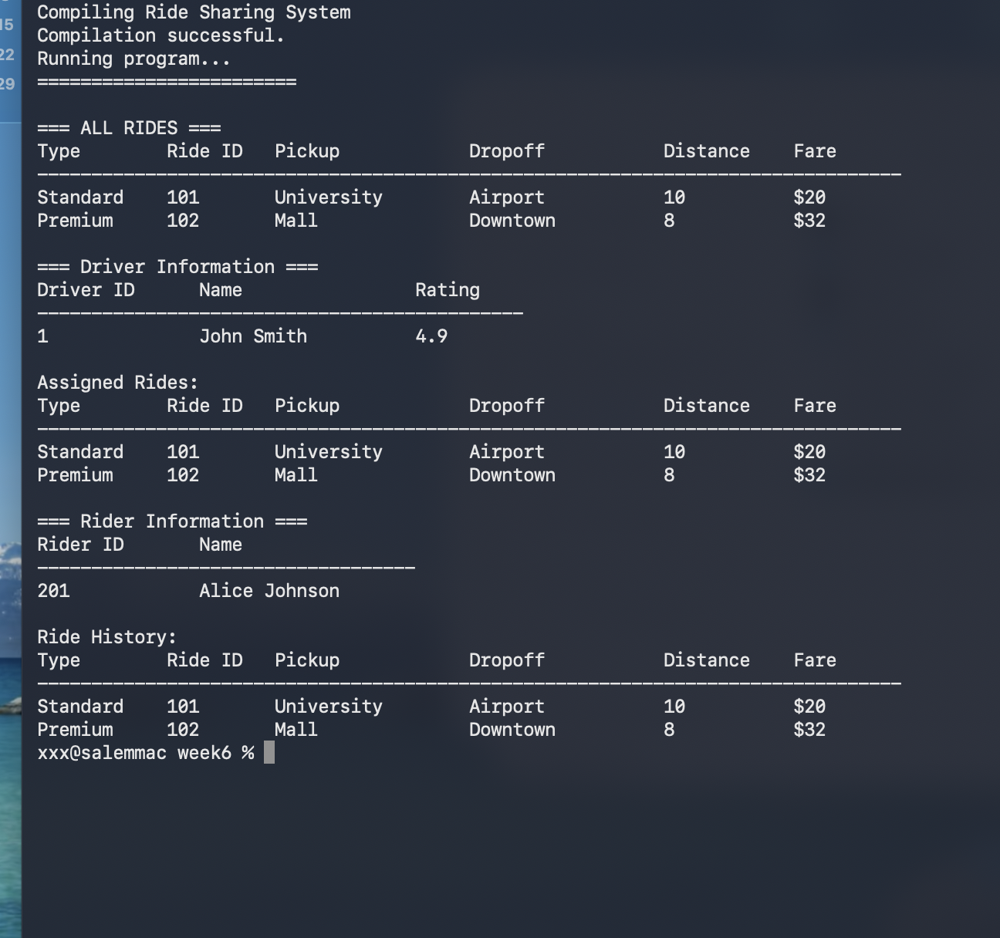 15
22
29
Compiling Ride Sharing System
Compilation successful.
Running program...
========================
=== ALL RIDES ===
Type        Ride ID   Pickup            Dropoff           Distance    Fare
--------------------------------------------------------------------------------
Standard    101       University        Airport           10          $20
Premium     102       Mall              Downtown          8           $32
=== Driver Information ===
Driver ID      Name                Rating
---------------------------------------------
1              John Smith          4.9
Assigned Rides:
Type        Ride ID   Pickup            Dropoff           Distance    Fare
--------------------------------------------------------------------------------
Standard    101       University        Airport           10          $20
Premium     102       Mall              Downtown          8           $32
=== Rider Information ===
Rider ID       Name
-----------------------------------
201            Alice Johnson
Ride History:
Type        Ride ID   Pickup            Dropoff           Distance    Fare
--------------------------------------------------------------------------------
Standard    101       University        Airport           10          $20
Premium     102       Mall              Downtown          8           $32
xxx@salemmac week6 %